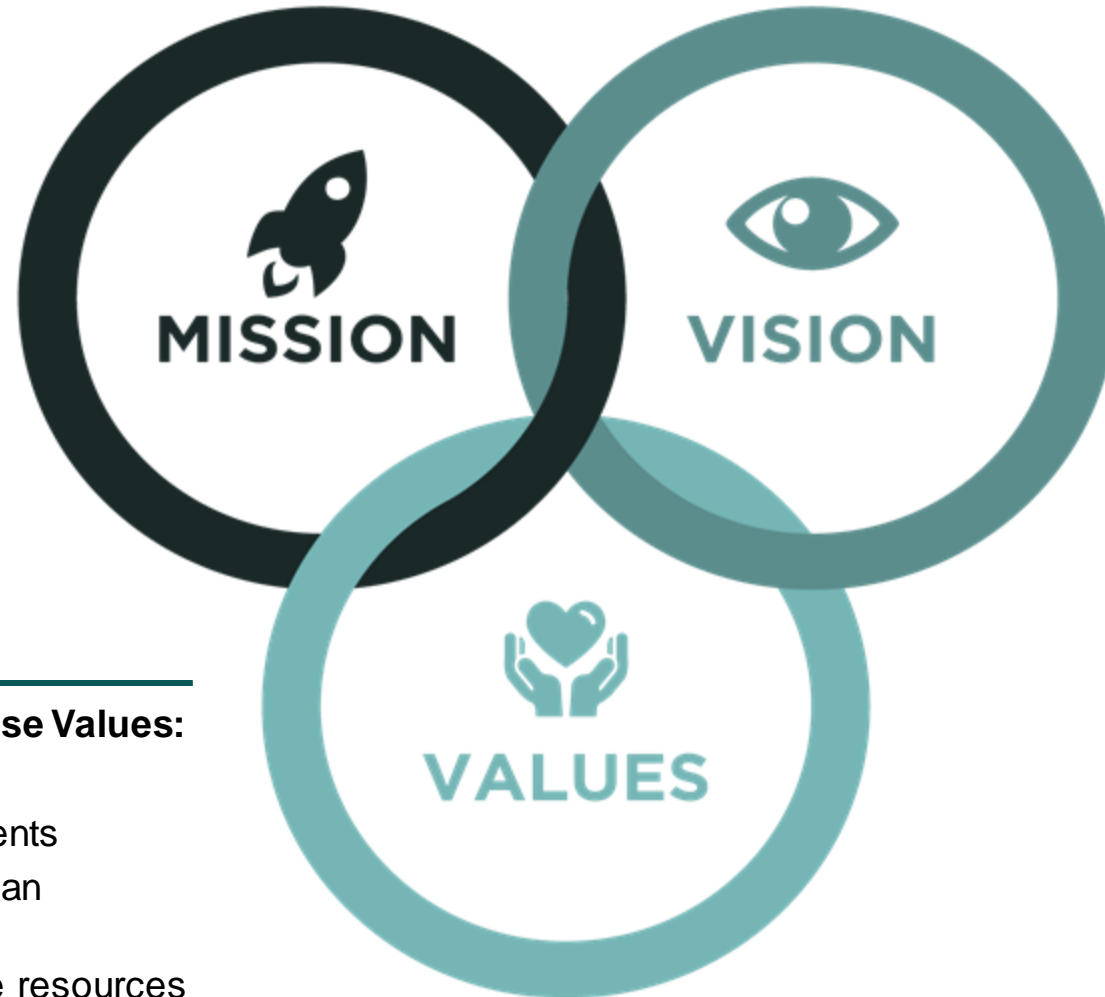 MISSION
VISION
se Values:
VALUES
ents
an
e resources